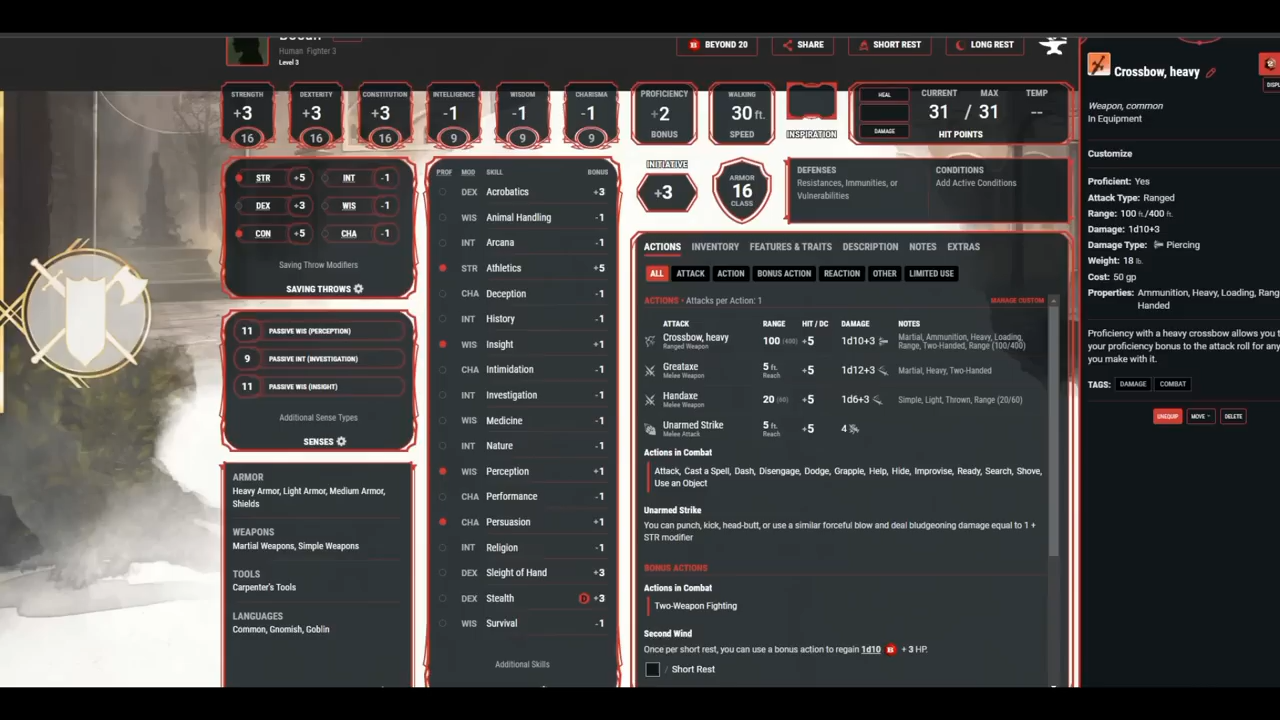 Human Fighter 3
Level 3
BEYOND 20
SHARE
SHORT REST
LONG REST
STRENGTH
+3
16
DEXTERITY
+3
16
CONSTITUTION
+3
16
INTELLIGENCE
-1
9
WISDOM
-1
9
CHARISMA
-1
9
PROFICIENCY
+2
BONUS
WALKING
30 ft.
SPEED
INSPIRATION
HEAL
DAMAGE
CURRENT
31
/
MAX
31
TEMP
--
HIT POINTS
STR +5
INT -1
DEX +3
WIS -1
CON +5
CHA -1
Saving Throw Modifiers
SAVING THROWS
11 PASSIVE WIS (PERCEPTION)
9 PASSIVE INT (INVESTIGATION)
11 PASSIVE WIS (INSIGHT)
Additional Sense Types
SENSES
ARMOR
Heavy Armor, Light Armor, Medium Armor,
Shields
WEAPONS
Martial Weapons, Simple Weapons
TOOLS
Carpenter's Tools
LANGUAGES
Common, Gnomish, Goblin
PROF MOD SKILL BONUS
DEX Acrobatics +3
WIS Animal Handling -1
INT Arcana -1
STR Athletics +5
CHA Deception -1
INT History -1
WIS Insight +1
CHA Intimidation -1
INT Investigation -1
WIS Medicine -1
INT Nature -1
WIS Perception +1
CHA Performance -1
CHA Persuasion +1
INT Religion -1
DEX Sleight of Hand +3
DEX Stealth D +3
WIS Survival -1
Additional Skills
INITIATIVE
+3
ARMOR
16
CLASS
DEFENSES
Resistances, Immunities, or
Vulnerabilities
CONDITIONS
Add Active Conditions
ACTIONS INVENTORY FEATURES & TRAITS DESCRIPTION NOTES EXTRAS
ALL ATTACK ACTION BONUS ACTION REACTION OTHER LIMITED USE
ACTIONS • Attacks per Action: 1
MANAGE CUSTOM
ATTACK RANGE HIT / DC DAMAGE NOTES
Crossbow, heavy
Ranged Weapon
100 (400) +5 1d10+3
Martial, Ammunition, Heavy, Loading,
Range, Two-Handed, Range (100/400)
Greataxe
Melee Weapon
5 ft.
Reach
+5 1d12+3 Martial, Heavy, Two-Handed
Handaxe
Melee Weapon
20 (60) +5 1d6+3 Simple, Light, Thrown, Range (20/60)
Unarmed Strike
Melee Attack
5 ft.
Reach
+5 4
Actions in Combat
Attack, Cast a Spell, Dash, Disengage, Dodge, Grapple, Help, Hide, Improvise, Ready, Search, Shove,
Use an Object
Unarmed Strike
You can punch, kick, head-butt, or use a similar forceful blow and deal bludgeoning damage equal to 1 +
STR modifier
BONUS ACTIONS
Actions in Combat
Two-Weapon Fighting
Second Wind
Once per short rest, you can use a bonus action to regain 1d10 + 3 HP.
/ Short Rest
Crossbow, heavy
Weapon, common
In Equipment
Customize
Proficient: Yes
Attack Type: Ranged
Range: 100 ft./400 ft.
Damage: 1d10+3
Damage Type: Piercing
Weight: 18 lb.
Cost: 50 gp
Properties: Ammunition, Heavy, Loading, Rang
Handed
Proficiency with a heavy crossbow allows you t
your proficiency bonus to the attack roll for any
you make with it.
TAGS: DAMAGE COMBAT
UNEQUIP MOVE DELETE